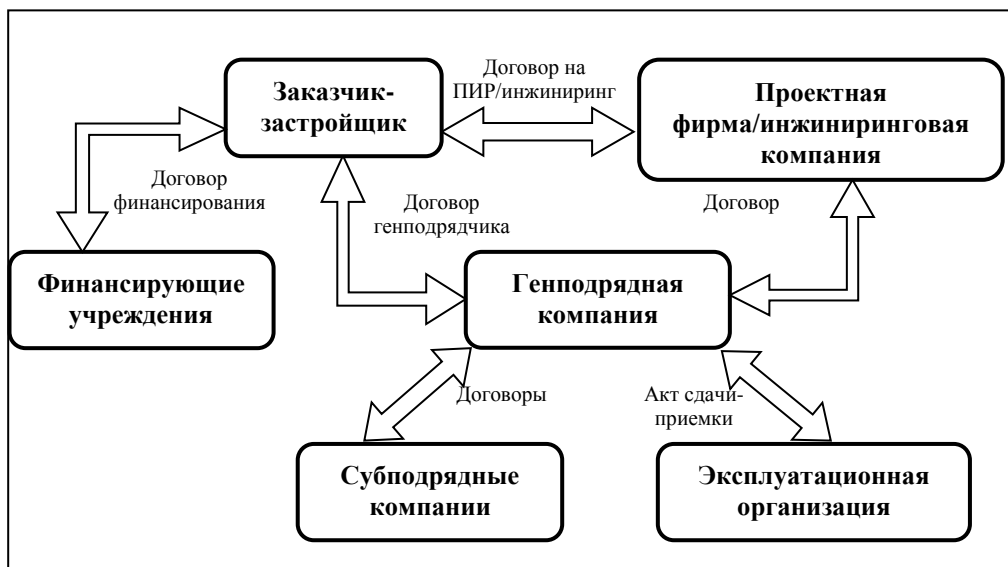 Заказчик-
застройщик
Договор на
ПИР/инжиниринг
Проектная
фирма/инжиниринговая
компания
Договор
финансирования
Договор
генподрядчика
Договор
Финансирующие
учреждения
Генподрядная
компания
Договоры
Акт сдачи-
приемки
Субподрядные
компании
Эксплуатационная
организация